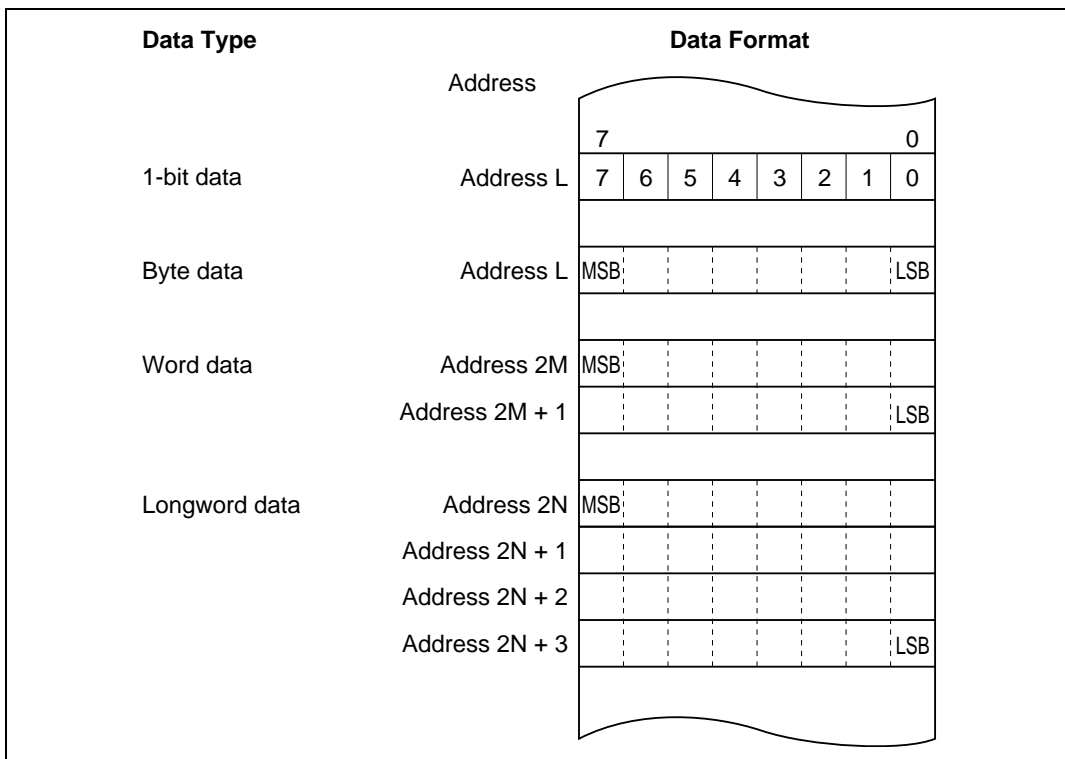 Data Type Data Format
Address
7 0
1-bit data Address L 7 6 5 4 3 2 1 0
Byte data Address L MSB LSB
Word data Address 2M MSB
Address 2M + 1 LSB
Longword data Address 2N MSB
Address 2N + 1
Address 2N + 2
Address 2N + 3 LSB